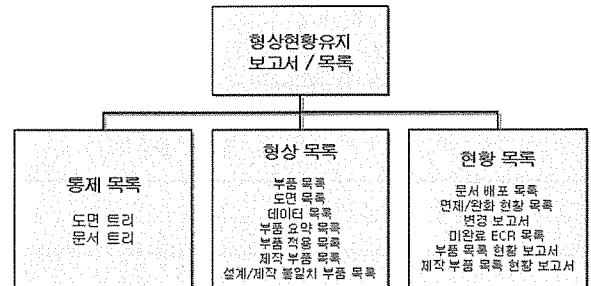 형상현황유지
보고서 / 목록
통제 목록
도면 트리
문서 트리
형상 목록
부품 목록
도면 목록
데이터 목록
부품 요약 목록
부품 적용 목록
제작 부품 목록
설계/제작 불일치 부품 목록
현황 목록
문서 배포 목록
면제/완화 현황 목록
변경 보고서
미완료 ECR 목록
부품 목록 현황 보고서
제작 부품 목록 현황 보고서